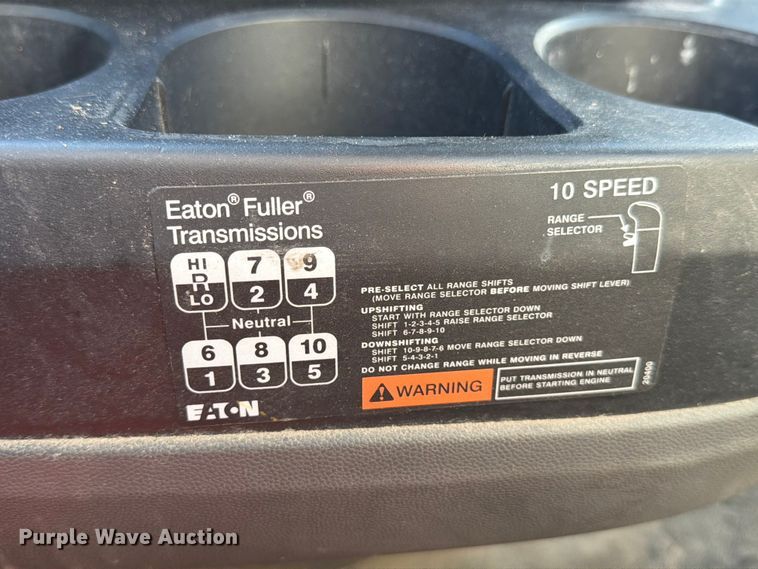 Eaton® Fuller®
Transmissions
10 SPEED
RANGE
SELECTOR
HI
R
LO
7
2
9
4
Neutral
6
1
8
3
10
5
EATON
PRE-SELECT ALL RANGE SHIFTS
(MOVE RANGE SELECTOR BEFORE MOVING SHIFT LEVER)
UPSHIFTING
START WITH RANGE SELECTOR DOWN
SHIFT 1-2-3-4-5 RAISE RANGE SELECTOR
SHIFT 6-7-8-9-10
DOWNSHIFTING
SHIFT 10-9-8-7-6 MOVE RANGE SELECTOR DOWN
SHIFT 5-4-3-2-1
DO NOT CHANGE RANGE WHILE MOVING IN REVERSE
WARNING
PUT TRANSMISSION IN NEUTRAL
BEFORE STARTING ENGINE
20400
Purple Wave Auction